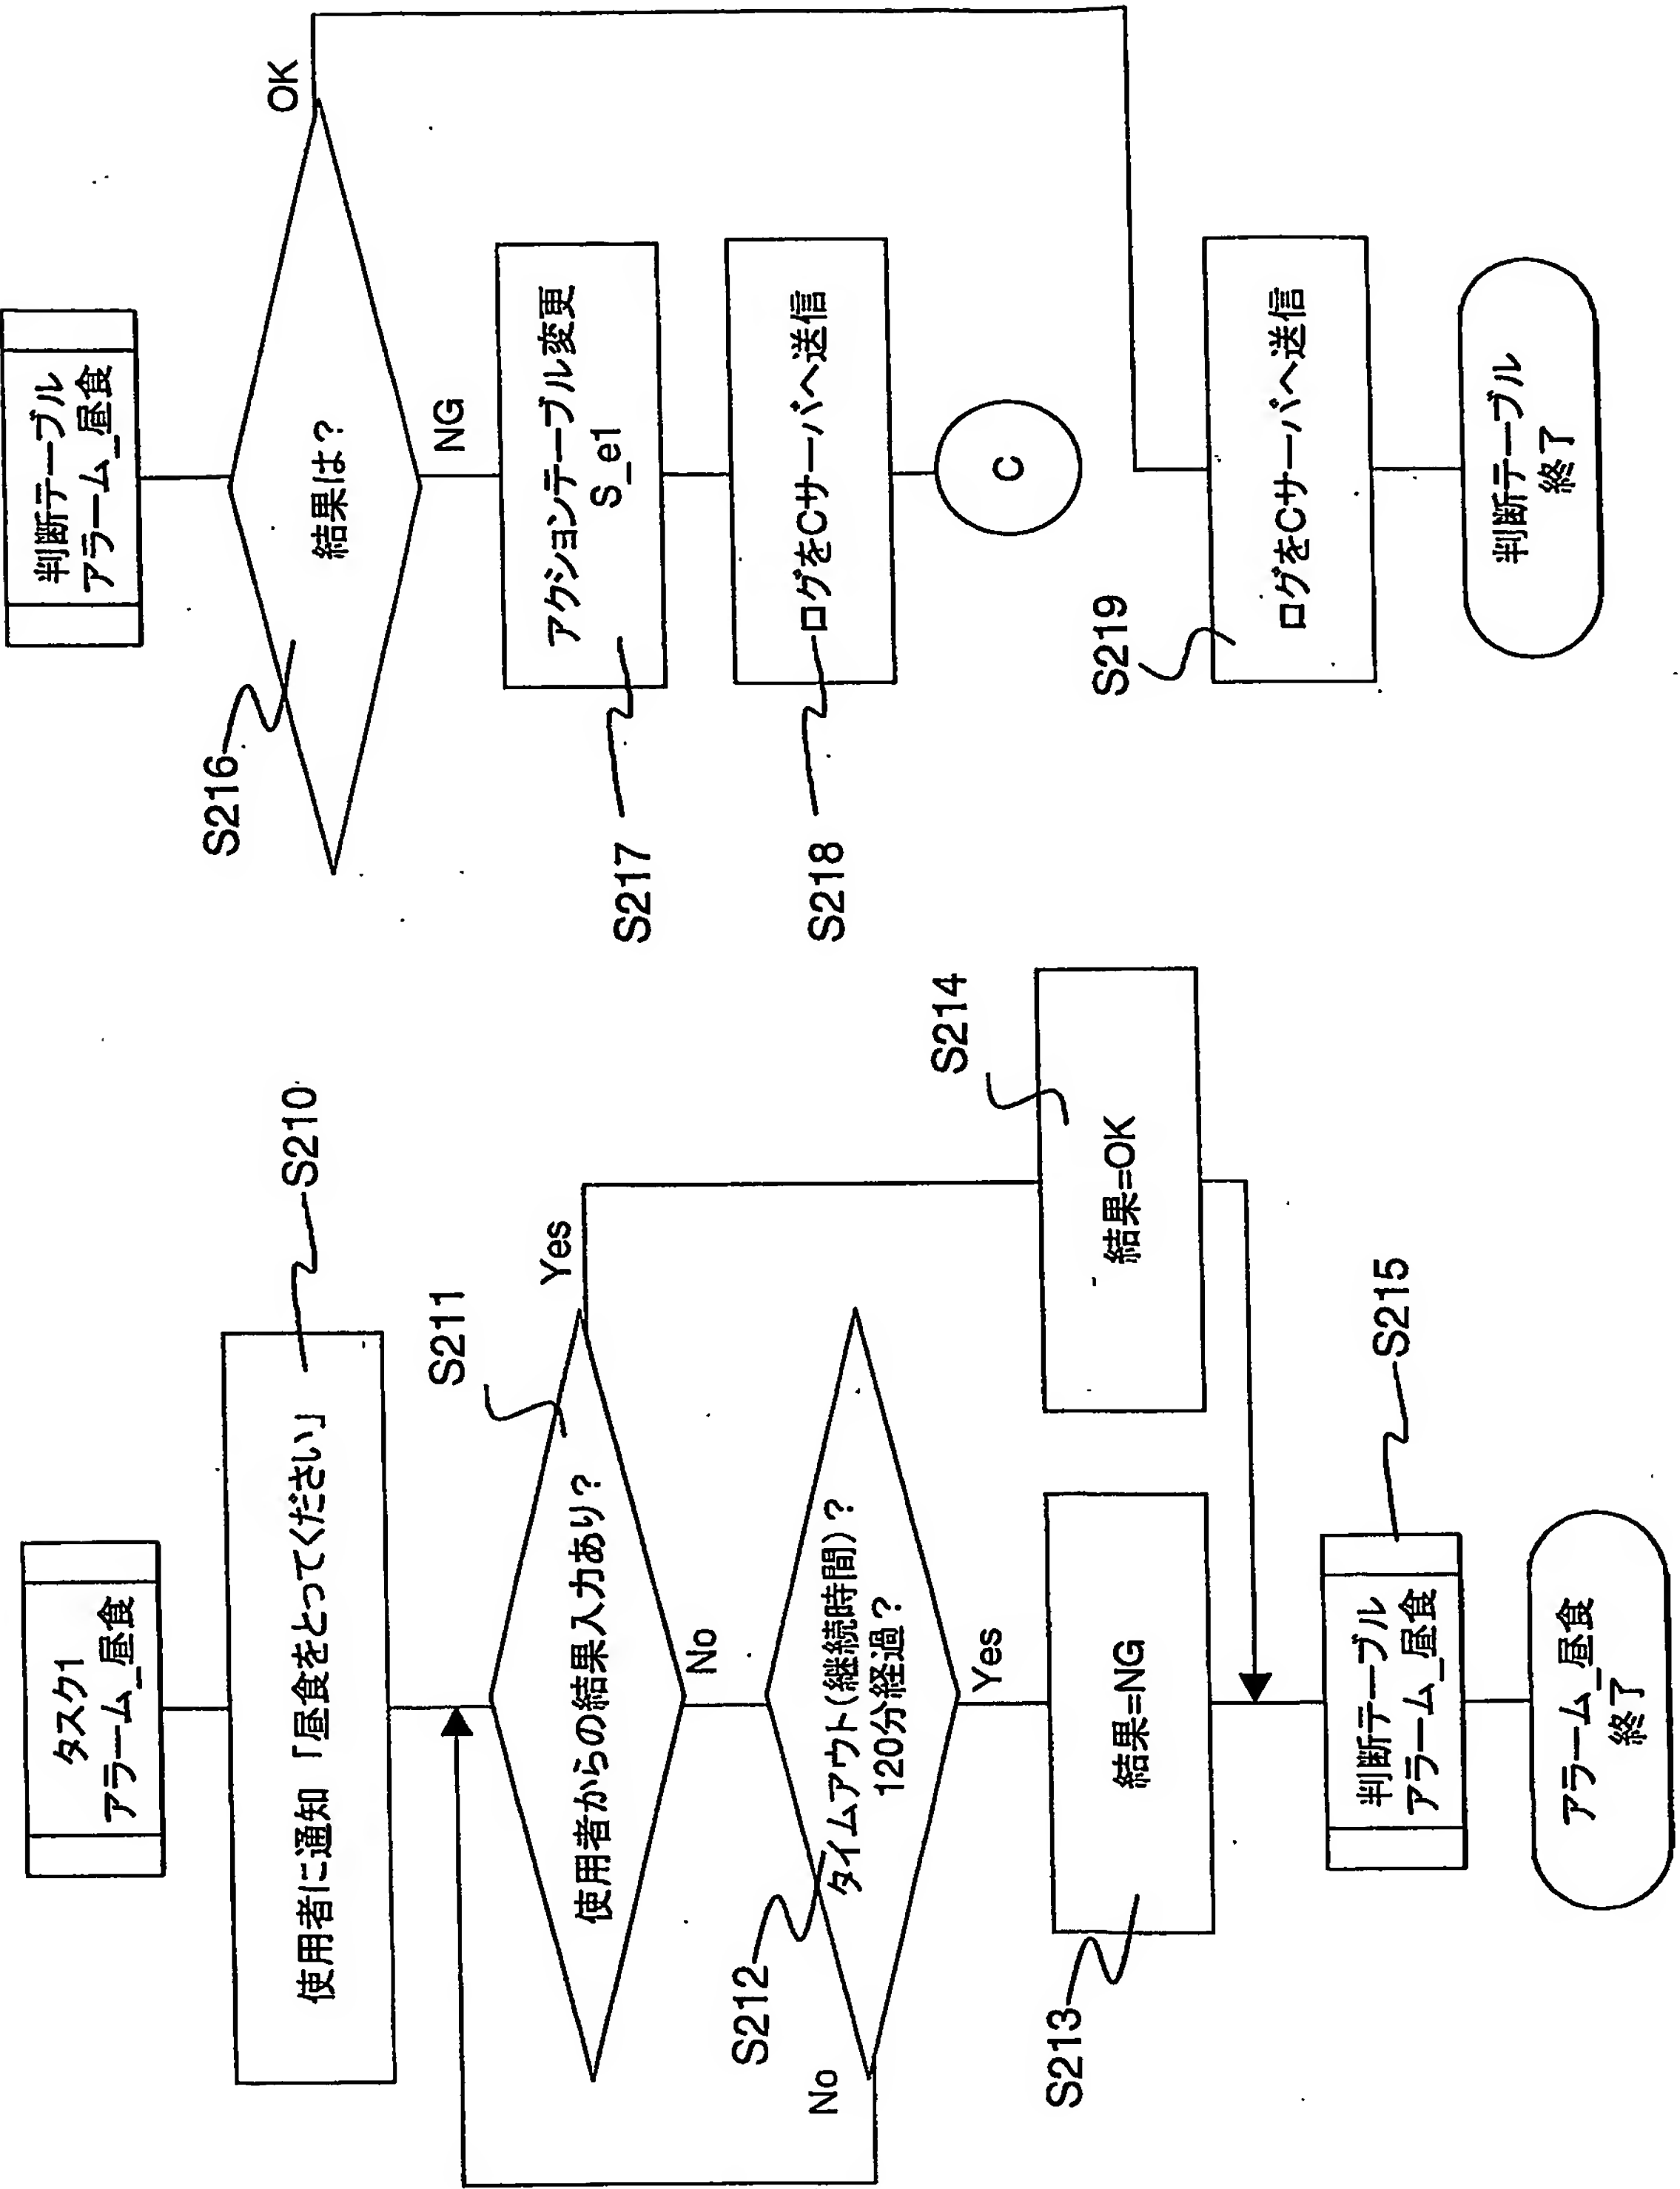 タスク1
アラーム_昼食
使用者に通知「昼食をとってください」
S210
使用者からの結果入力あり？
S211
Yes
No
タイムアウト(継続時間)？
120分経過？
S212
No
Yes
結果=NG
S213
結果=OK
S214
判断テーブル
アラーム_昼食
S215
アラーム_昼食
終了
判断テーブル
アラーム_昼食
結果は？
S216
OK
NG
アクションテーブル変更
S_e1
S217
ログをCサーバへ送信
S218
C
ログをCサーバへ送信
S219
判断テーブル
終了